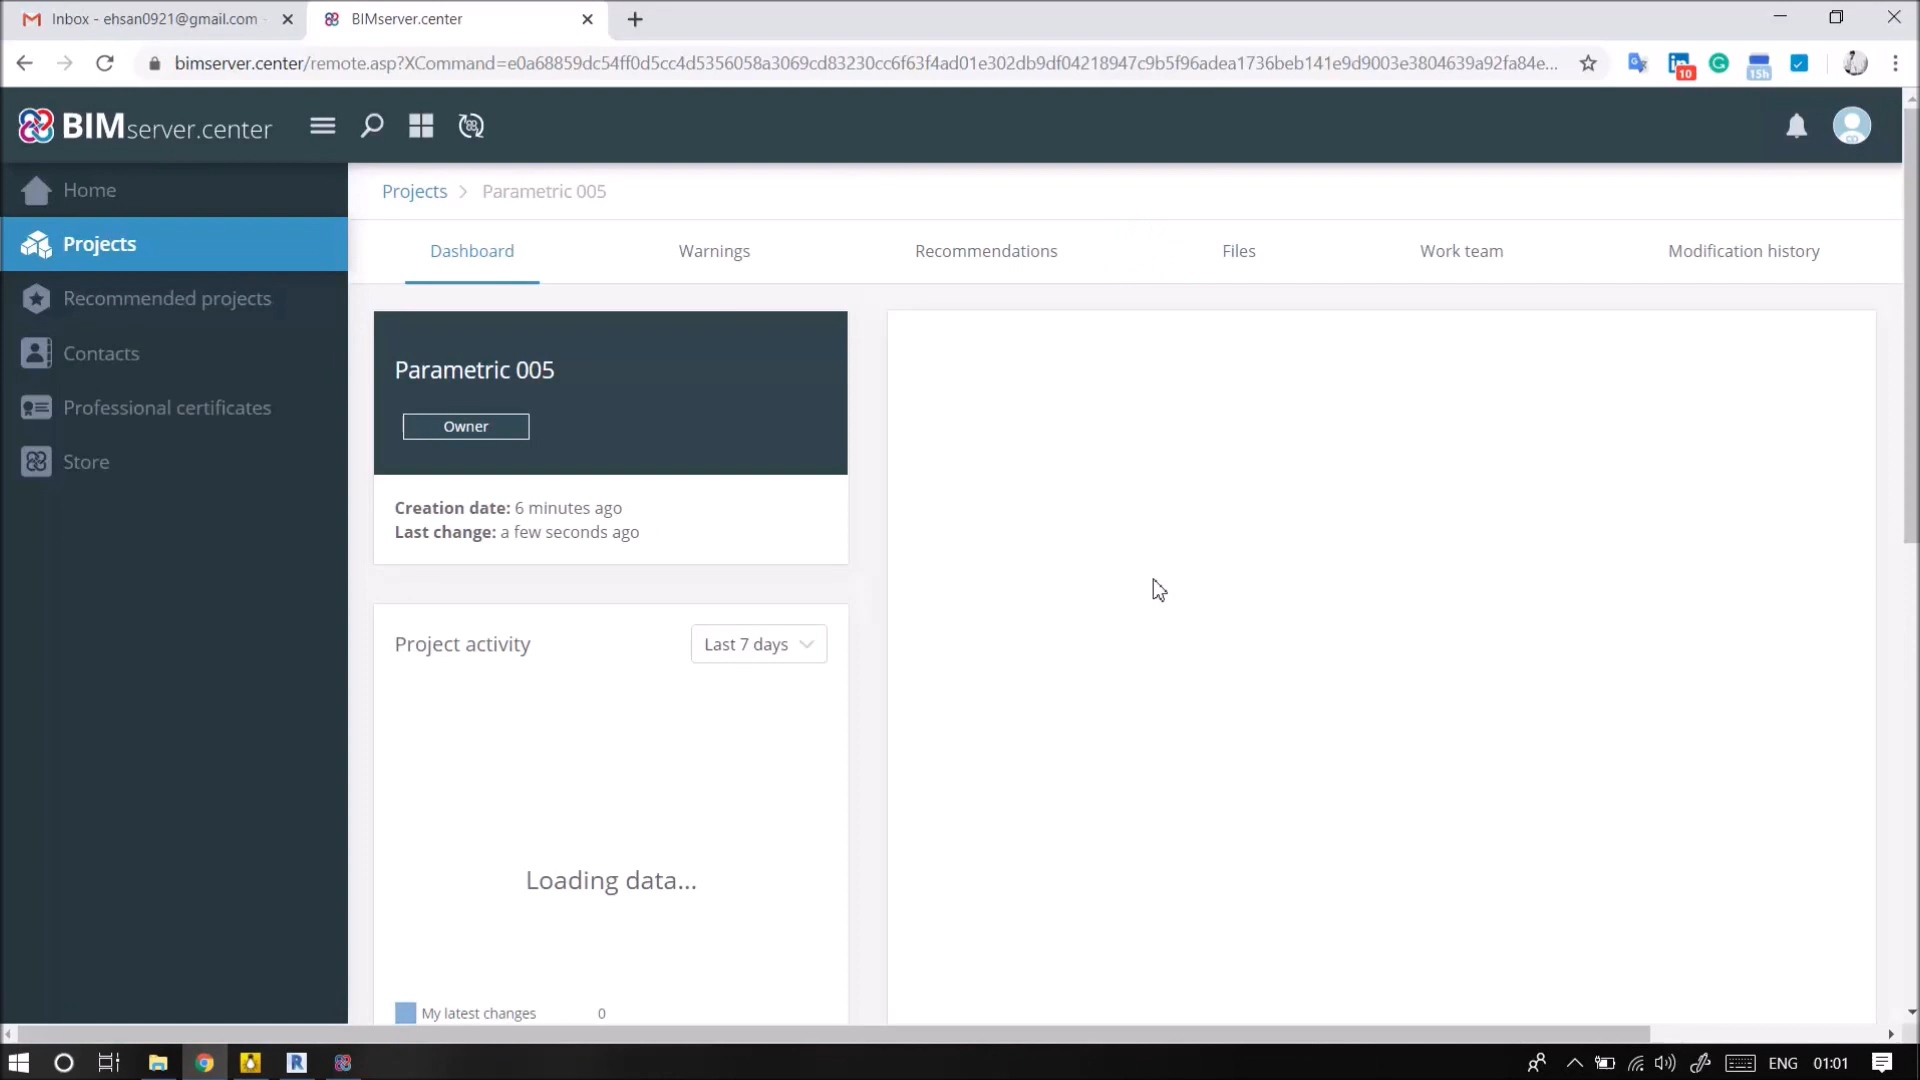 Inbox - ehsan0921@gmail.com
BIMserver.center
bimserver.center/remote.asp?XCommand=e0a68859dc54ff0d5cc4d5356058a3069cd83230cc6f63f4ad01e302db9df04218947c9b5f96adea1736beb141e9d9003e3804639a92fa84e...
10
15h
BIMserver.center
Home
Projects
Recommended projects
Contacts
Professional certificates
Store
Projects > Parametric 005
Dashboard
Warnings
Recommendations
Files
Work team
Modification history
Parametric 005
Owner
Creation date: 6 minutes ago
Last change: a few seconds ago
Project activity
Last 7 days
Loading data...
My latest changes 0
ENG
01:01